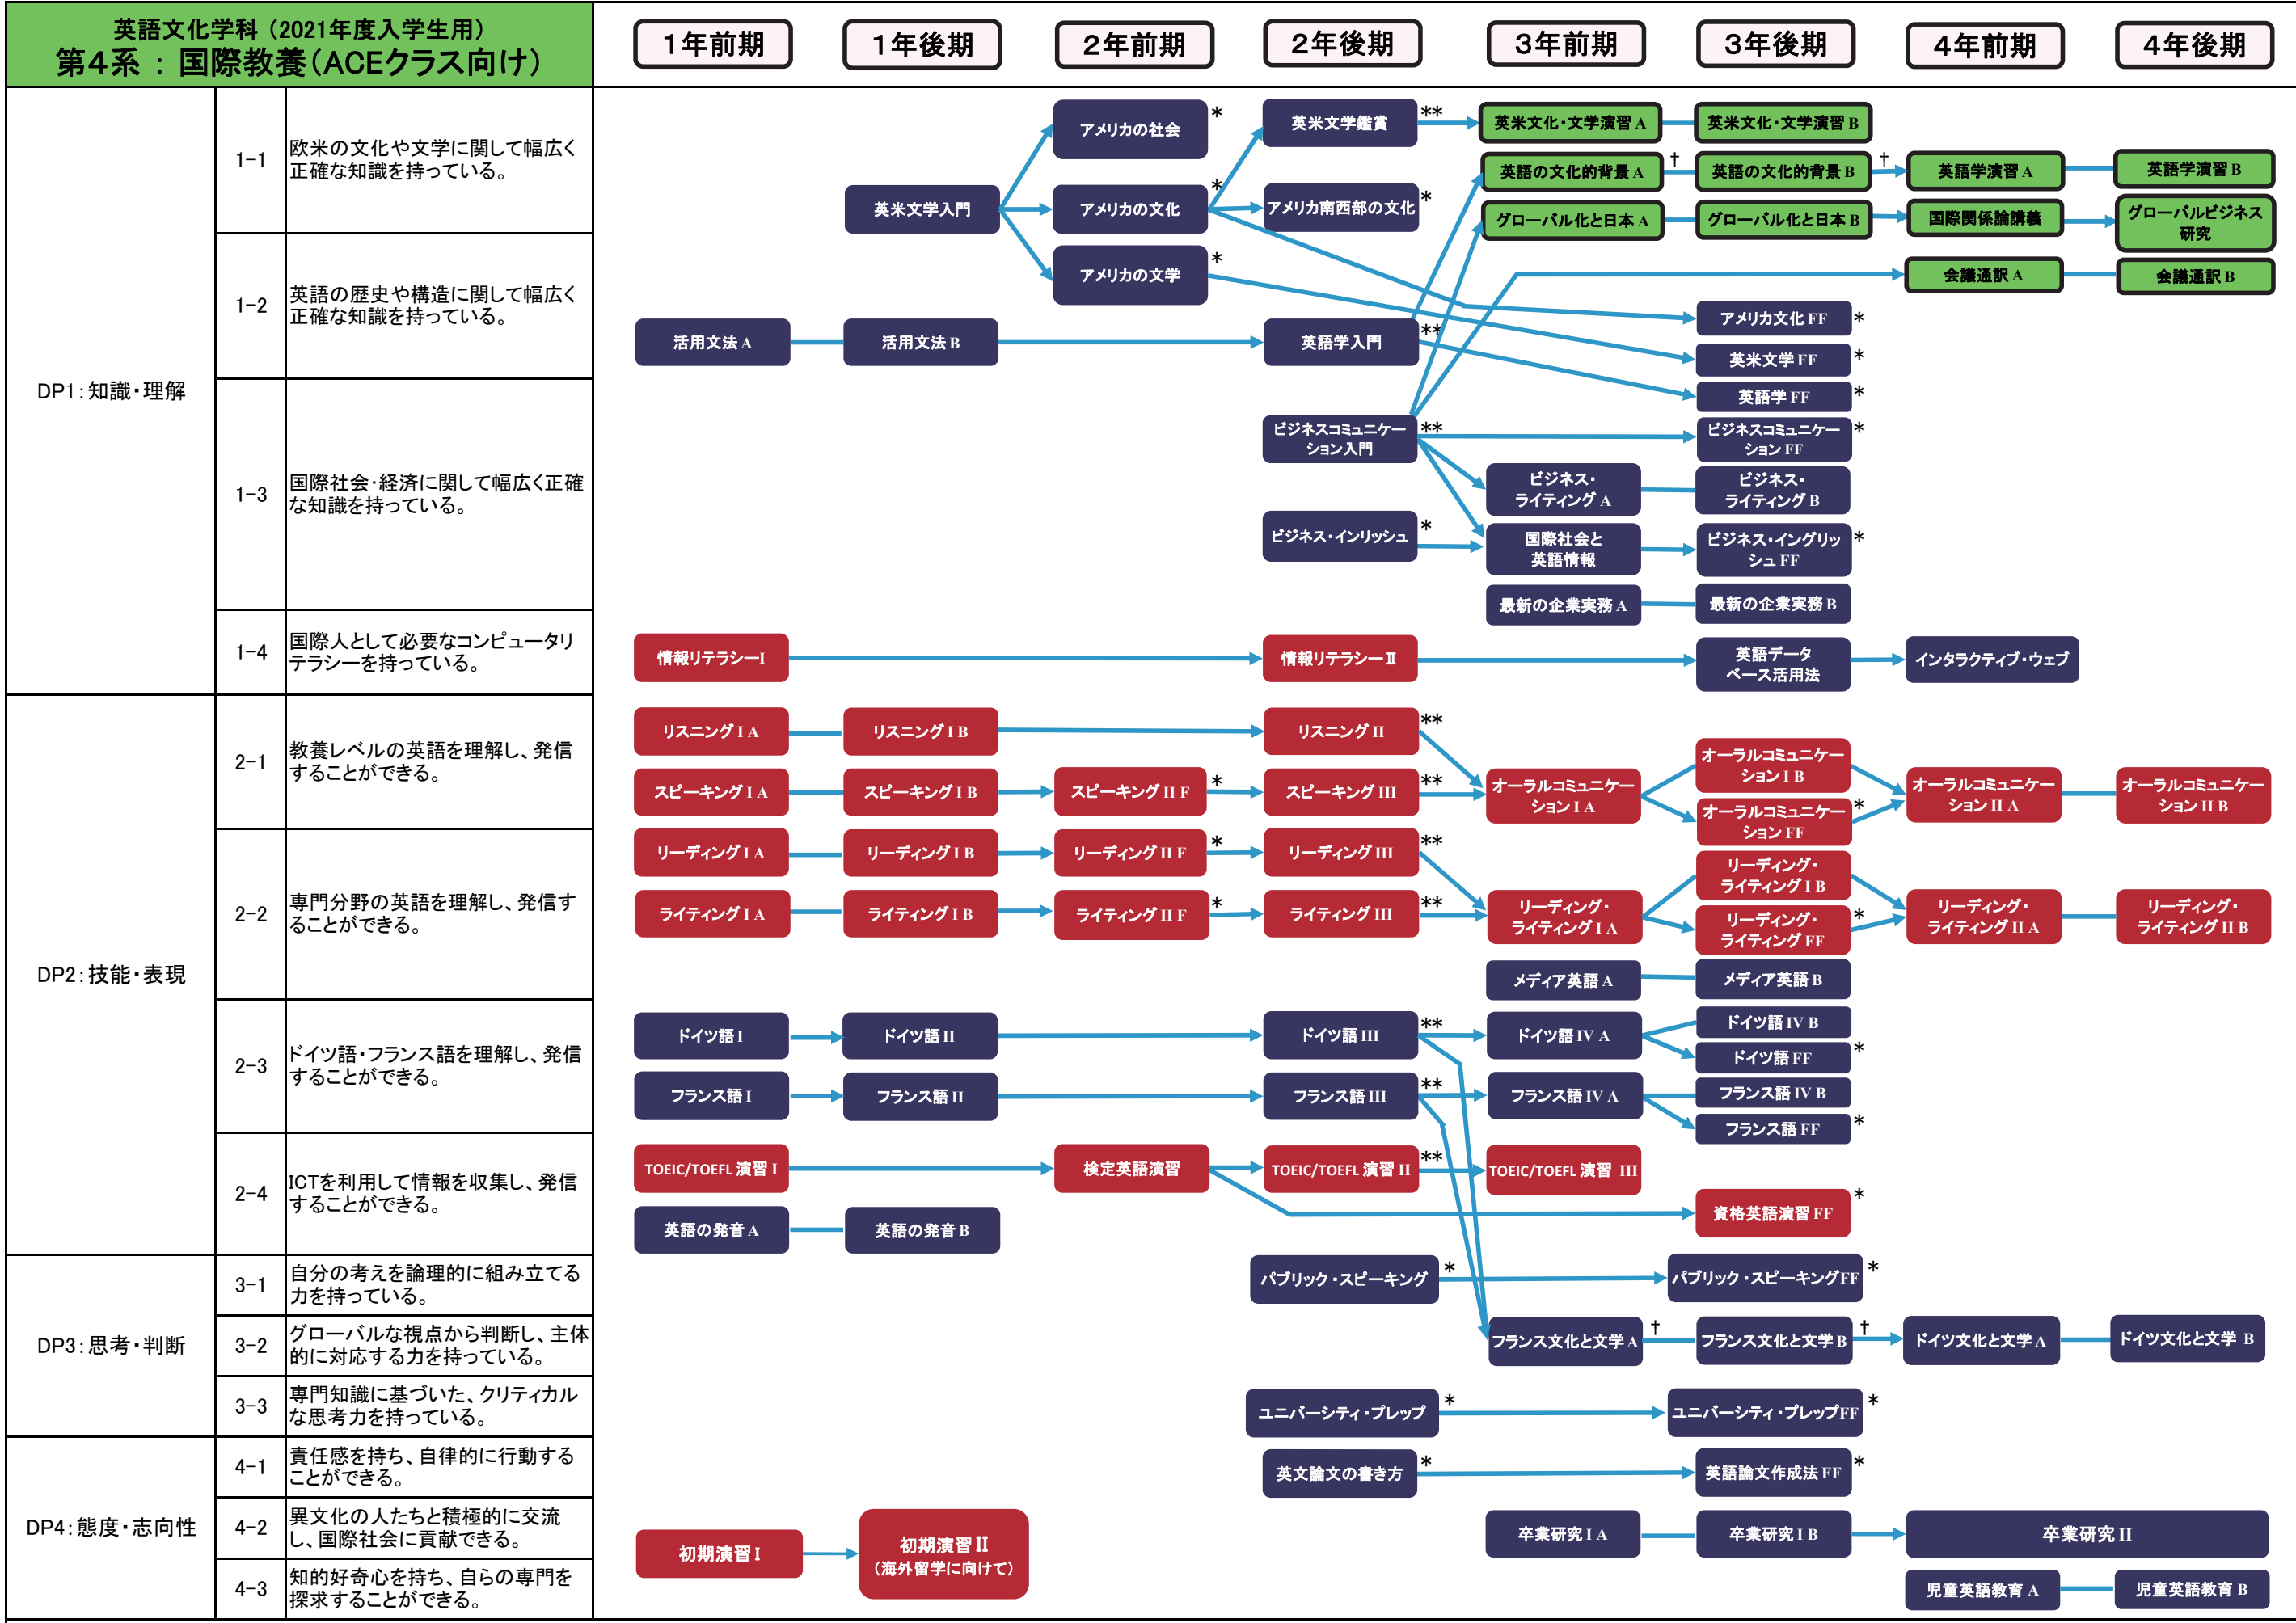 英語文化学科（2021年度入学生用）
第4系 ： 国際教養（ACEクラス向け）
1年前期
1年後期
2年前期
2年後期
3年前期
3年後期
4年前期
4年後期
DP1：知識・理解
1-1
欧米の文化や文学に関して幅広く
正確な知識を持っている。
1-2
英語の歴史や構造に関して幅広く
正確な知識を持っている。
1-3
国際社会・経済に関して幅広く正確
な知識を持っている。
1-4
国際人として必要なコンピュータリ
テラシーを持っている。
DP2：技能・表現
2-1
教養レベルの英語を理解し、発信
することができる。
2-2
専門分野の英語を理解し、発信す
ることができる。
2-3
ドイツ語・フランス語を理解し、発信
することができる。
2-4
ICTを利用して情報を収集し、発信
することができる。
DP3：思考・判断
3-1
自分の考えを論理的に組み立てる
力を持っている。
3-2
グローバルな視点から判断し、主体
的に対応する力を持っている。
3-3
専門知識に基づいた、クリティカル
な思考力を持っている。
DP4：態度・志向性
4-1
責任感を持ち、自律的に行動する
ことができる。
4-2
異文化の人たちと積極的に交流
し、国際社会に貢献できる。
4-3
知的好奇心を持ち、自らの専門を
探求することができる。
アメリカの社会 *
英米文学鑑賞 **
英米文化・文学演習 A
英米文化・文学演習 B
英語の文化的背景 A †
英語の文化的背景 B †
英語学演習 A
英語学演習 B
英米文学入門
アメリカの文化 *
アメリカ南西部の文化 *
グローバル化と日本 A
グローバル化と日本 B
国際関係論講義
グローバルビジネス
研究
アメリカの文学 *
会議通訳 A
会議通訳 B
アメリカ文化 FF *
活用文法 A
活用文法 B
英語学入門 **
英米文学 FF *
英語学 FF *
ビジネスコミュニケー
ション入門 **
ビジネスコミュニケー
ション FF *
ビジネス・
ライティング A
ビジネス・
ライティング B
ビジネス・インリッシュ *
国際社会と
英語情報
ビジネス・イングリッ
シュ FF *
最新の企業実務 A
最新の企業実務 B
情報リテラシーI
情報リテラシー II
英語データ
ベース活用法
インタラクティブ・ウェブ
リスニング I A
リスニング I B
リスニング II **
スピーキング I A
スピーキング I B
スピーキング II F *
スピーキング III **
オーラルコミュニケー
ション I A
オーラルコミュニケー
ション I B
オーラルコミュニケー
ション FF *
オーラルコミュニケー
ション II A
オーラルコミュニケー
ション II B
リーディング I A
リーディング I B
リーディング II F *
リーディング III **
ライティング I A
ライティング I B
ライティング II F *
ライティング III **
リーディング・
ライティング I A
リーディング・
ライティング I B
リーディング・
ライティング FF *
リーディング・
ライティング II A
リーディング・
ライティング II B
メディア英語 A
メディア英語 B
ドイツ語 I
ドイツ語 II
ドイツ語 III **
ドイツ語 IV A
ドイツ語 IV B
ドイツ語 FF *
フランス語 I
フランス語 II
フランス語 III **
フランス語 IV A
フランス語 IV B
フランス語 FF *
TOEIC/TOEFL 演習 I
検定英語演習
TOEIC/TOEFL 演習 II **
TOEIC/TOEFL 演習 III
資格英語演習 FF *
英語の発音 A
英語の発音 B
パブリック・スピーキング *
パブリック・スピーキングFF *
フランス文化と文学 A †
フランス文化と文学 B †
ドイツ文化と文学 A
ドイツ文化と文学 B
ユニバーシティ・プレップ *
ユニバーシティ・プレップFF *
英文論文の書き方 *
英語論文作成法 FF *
初期演習 I
初期演習 II
（海外留学に向けて）
卒業研究 I A
卒業研究 I B
卒業研究 II
児童英語教育 A
児童英語教育 B